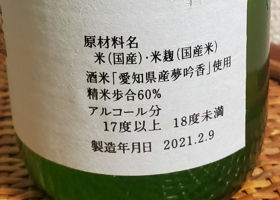 原材料名
米(国産)・米麹(国産米)
酒米「愛知県産夢吟香」使用
精米歩合60%
アルコール分
17度以上 18度未満
製造年月日 2021.2.9